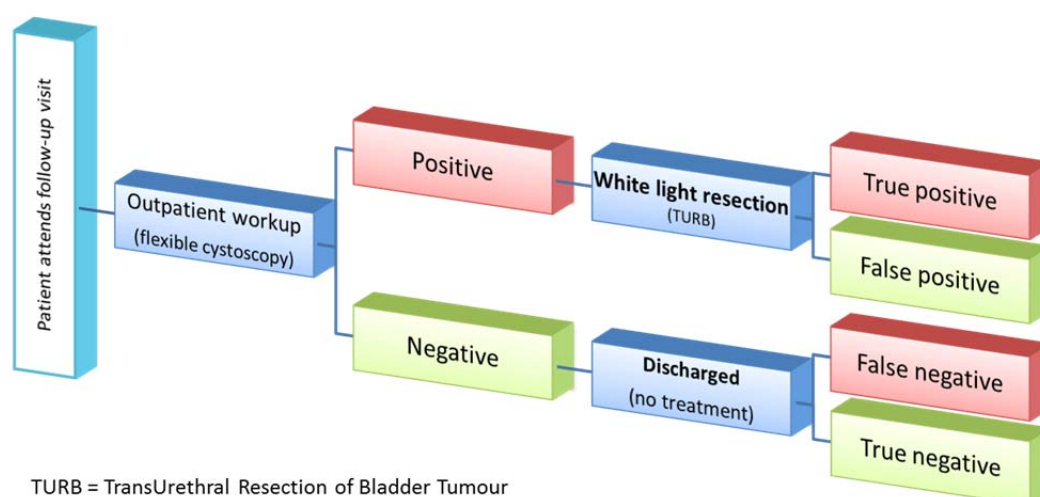 Patient attends follow-up visit
Outpatient workup
(flexible cystoscopy)
Positive
White light resection
(TURB)
True positive
False positive
Negative
Discharged
(no treatment)
False negative
True negative
TURB = TransUrethral Resection of Bladder Tumour